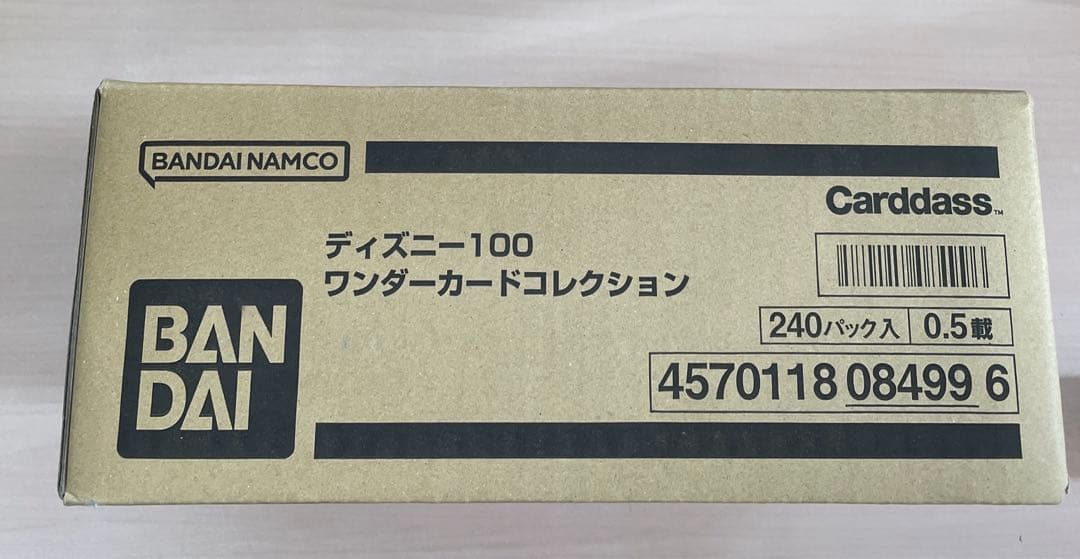 BANDAI NAMCO
Carddass™
ディズニー100
ワンダーカードコレクション
BAN
DAI
240パック入 0.5載
4570118 08499 6